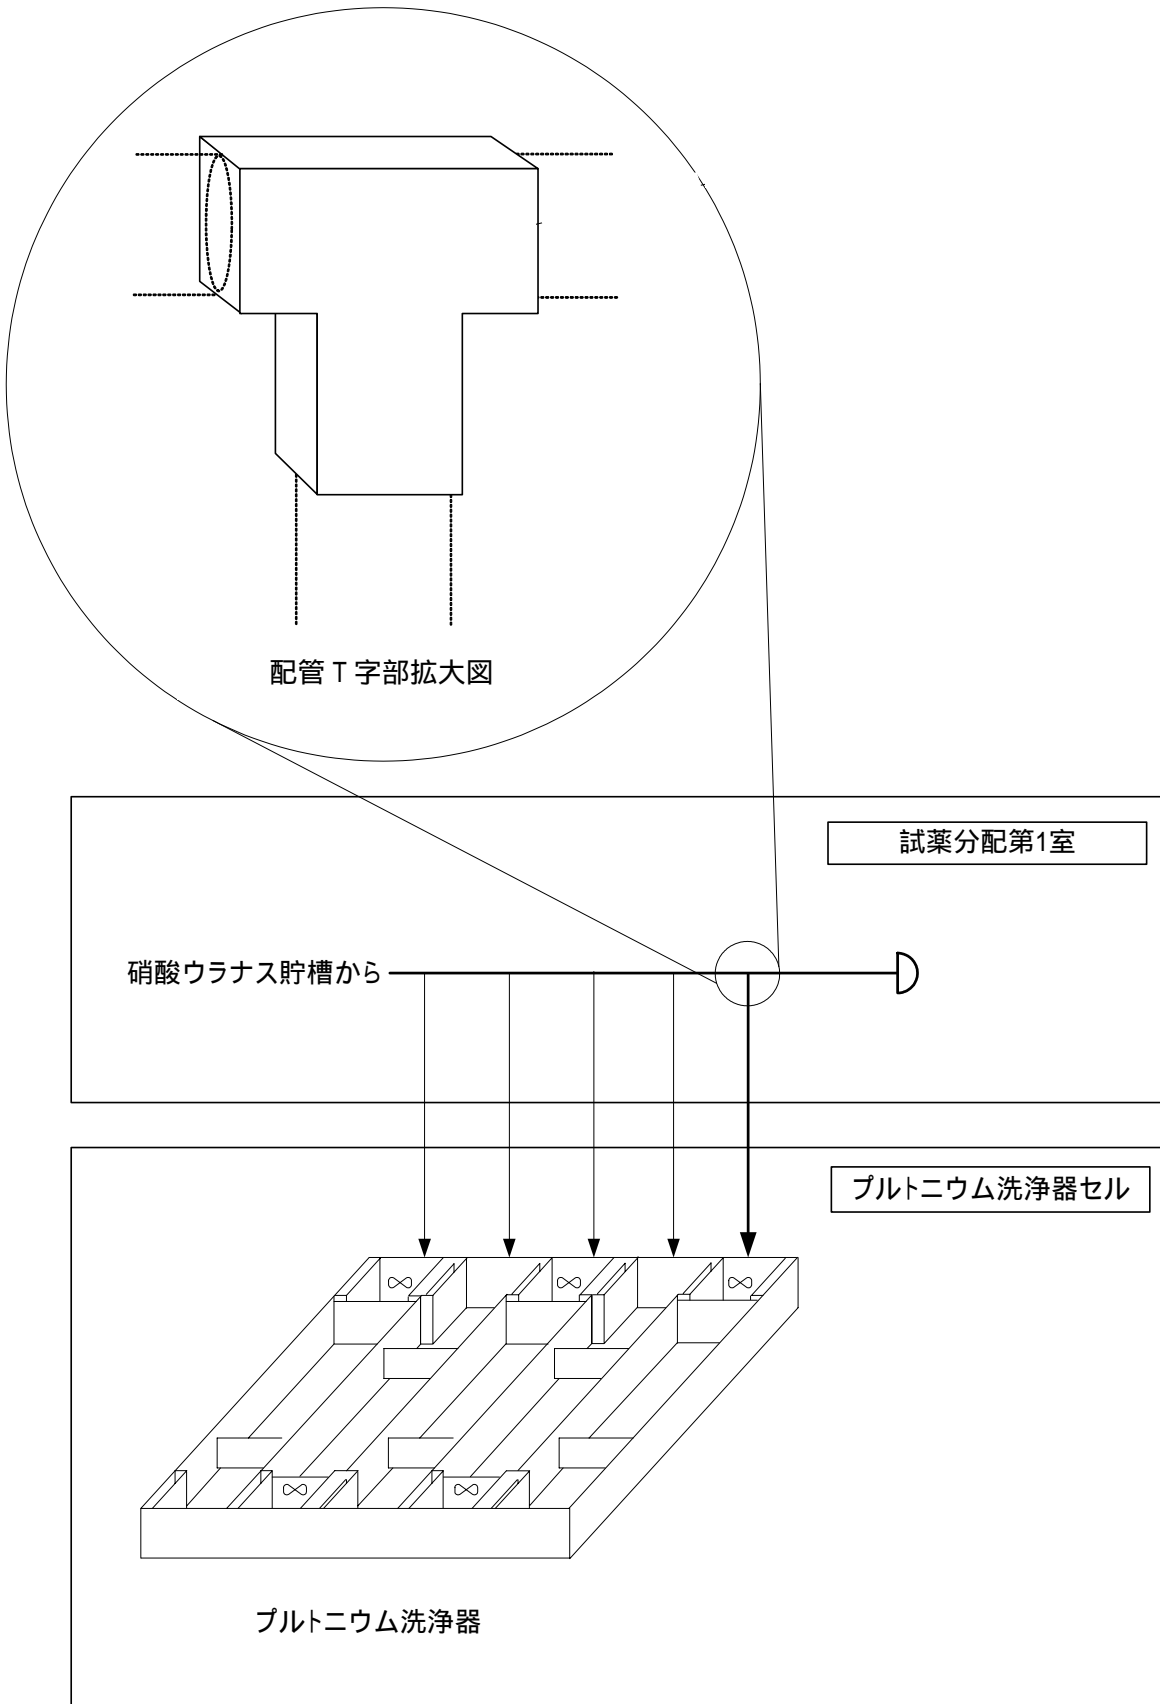 配管T字部拡大図
試薬分配第1室
硝酸ウラナス貯槽から
プルトニウム洗浄器セル
プルトニウム洗浄器